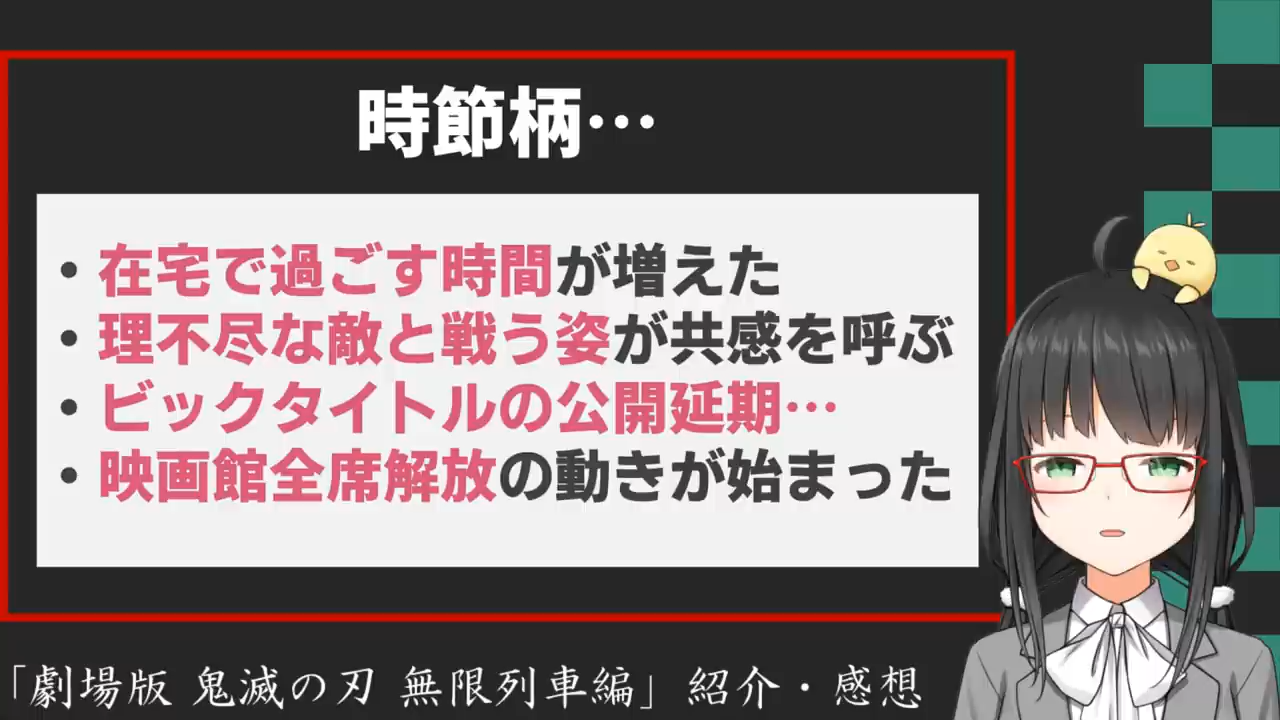 時節柄…
• 在宅で過ごす時間が増えた
• 理不尽な敵と戦う姿が共感を呼ぶ
• ビックタイトルの公開延期…
• 映画館全席解放の動きが始まった
「劇場版 鬼滅の刃 無限列車編」紹介・感想